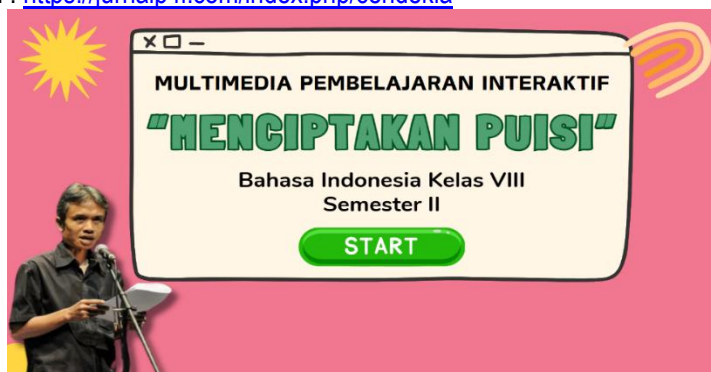 MULTIMEDIA PEMBELAJARAN INTERAKTIF
"MENCIPTAKAN PUISI"
Bahasa Indonesia Kelas VIII
Semester II
START